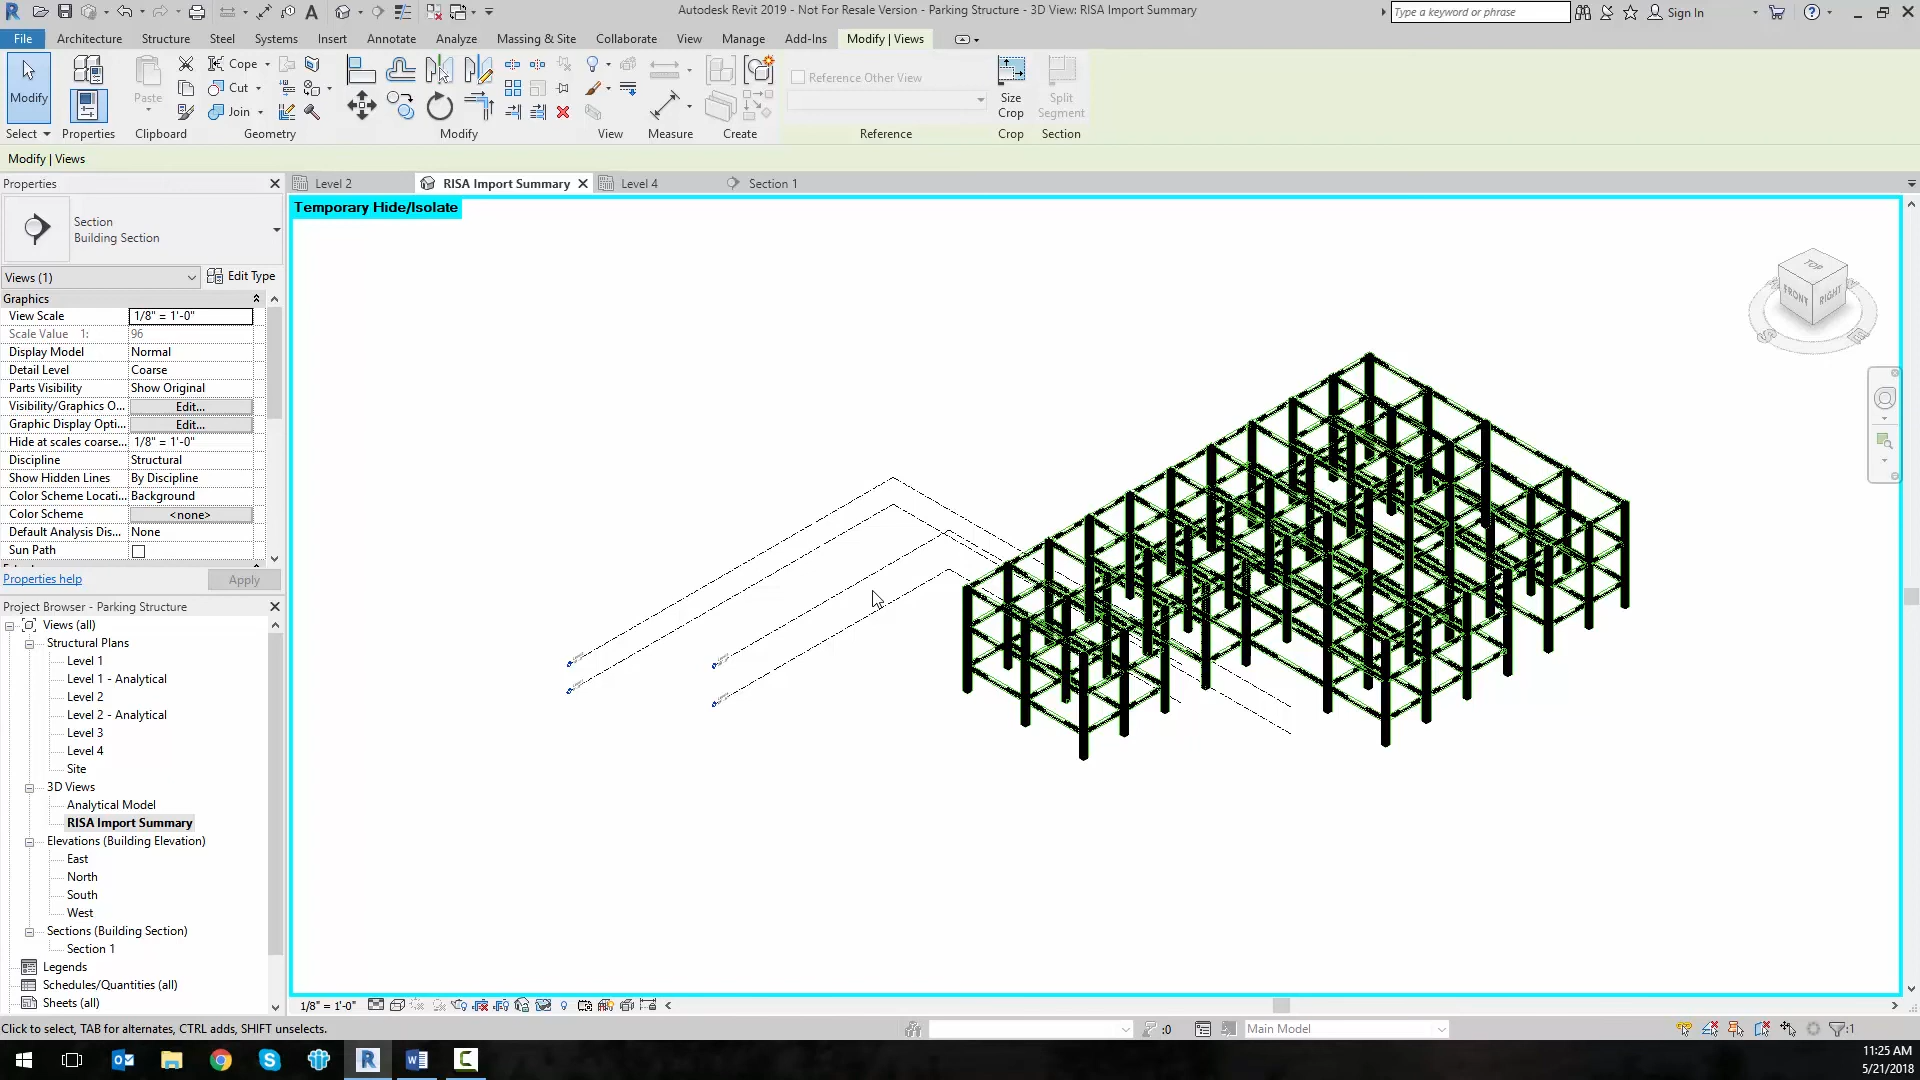 Autodesk Revit 2019 - Not For Resale Version - Parking Structure - 3D View: RISA Import Summary
Type a keyword or phrase
Sign In
File
Architecture
Structure
Steel
Systems
Insert
Annotate
Analyze
Massing & Site
Collaborate
View
Manage
Add-Ins
Modify | Views
Modify
Paste
Cope
Cut
Join
Reference Other View
Size
Crop
Split
Segment
Select
Properties
Clipboard
Geometry
Modify
View
Measure
Create
Reference
Crop
Section
Modify | Views
Properties
Level 2
RISA Import Summary
Level 4
Section 1
Section
Building Section
Views (1)
Edit Type
Graphics
View Scale 1/8" = 1'-0"
Scale Value 1: 96
Display Model Normal
Detail Level Coarse
Parts Visibility Show Original
Visibility/Graphics O... Edit...
Graphic Display Opti... Edit...
Hide at scales coarse... 1/8" = 1'-0"
Discipline Structural
Show Hidden Lines By Discipline
Color Scheme Locati... Background
Color Scheme <none>
Default Analysis Dis... None
Sun Path
Properties help
Apply
Project Browser - Parking Structure
Views (all)
Structural Plans
Level 1
Level 1 - Analytical
Level 2
Level 2 - Analytical
Level 3
Level 4
Site
3D Views
Analytical Model
RISA Import Summary
Elevations (Building Elevation)
East
North
South
West
Sections (Building Section)
Section 1
Legends
Schedules/Quantities (all)
Sheets (all)
Temporary Hide/Isolate
TOP
FRONT
RIGHT
S
E
1/8" = 1'-0"
Click to select, TAB for alternates, CTRL adds, SHIFT unselects.
:0
Main Model
:1
11:25 AM
5/21/2018